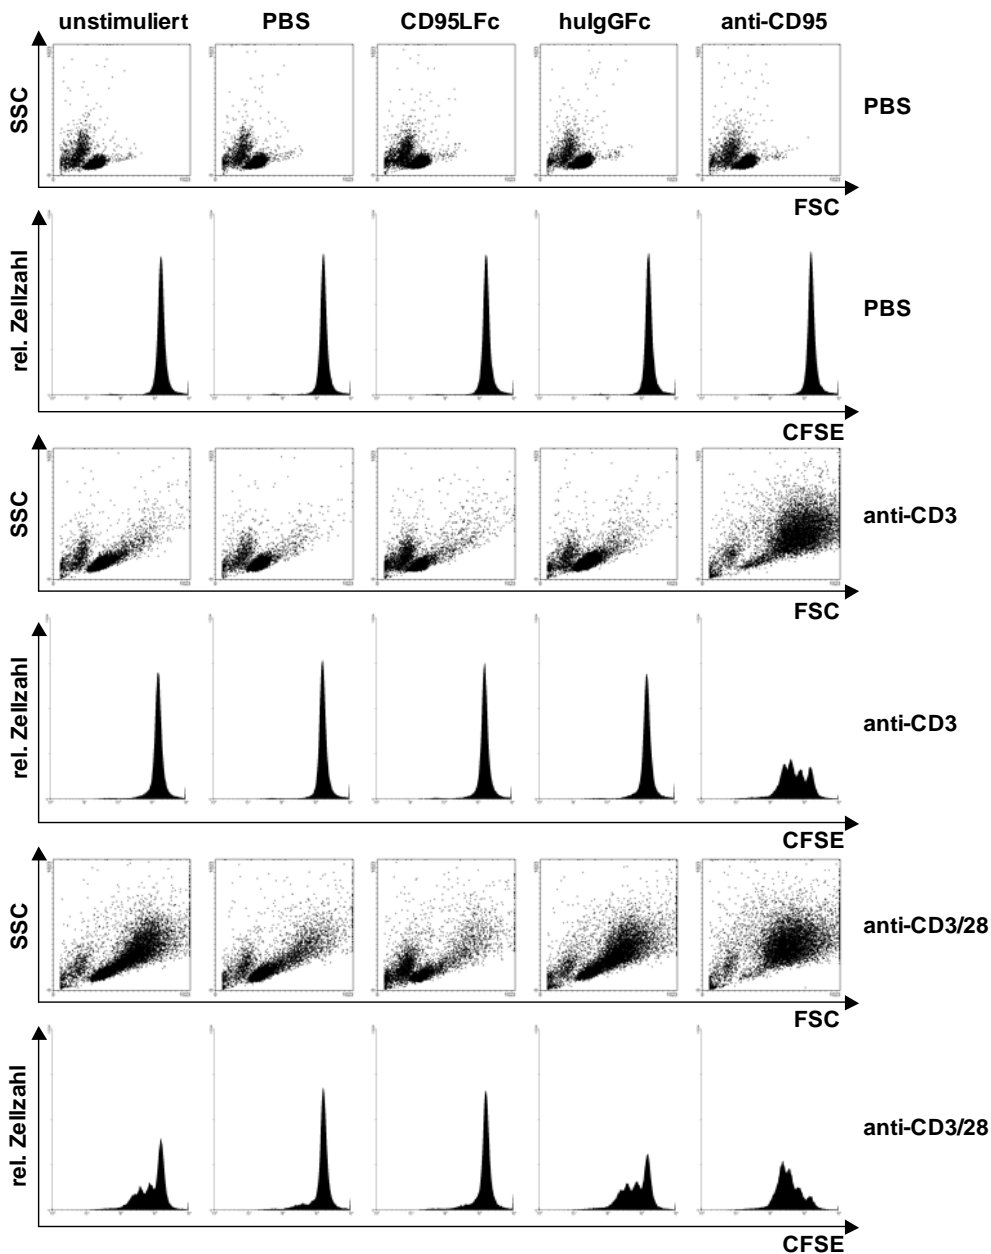 unstimuliert PBS CD95LFc huIgGFc anti-CD95
SSC
PBS
FSC
rel. Zellzahl
PBS
CFSE
SSC
anti-CD3
FSC
rel. Zellzahl
anti-CD3
CFSE
SSC
anti-CD3/28
FSC
rel. Zellzahl
anti-CD3/28
CFSE